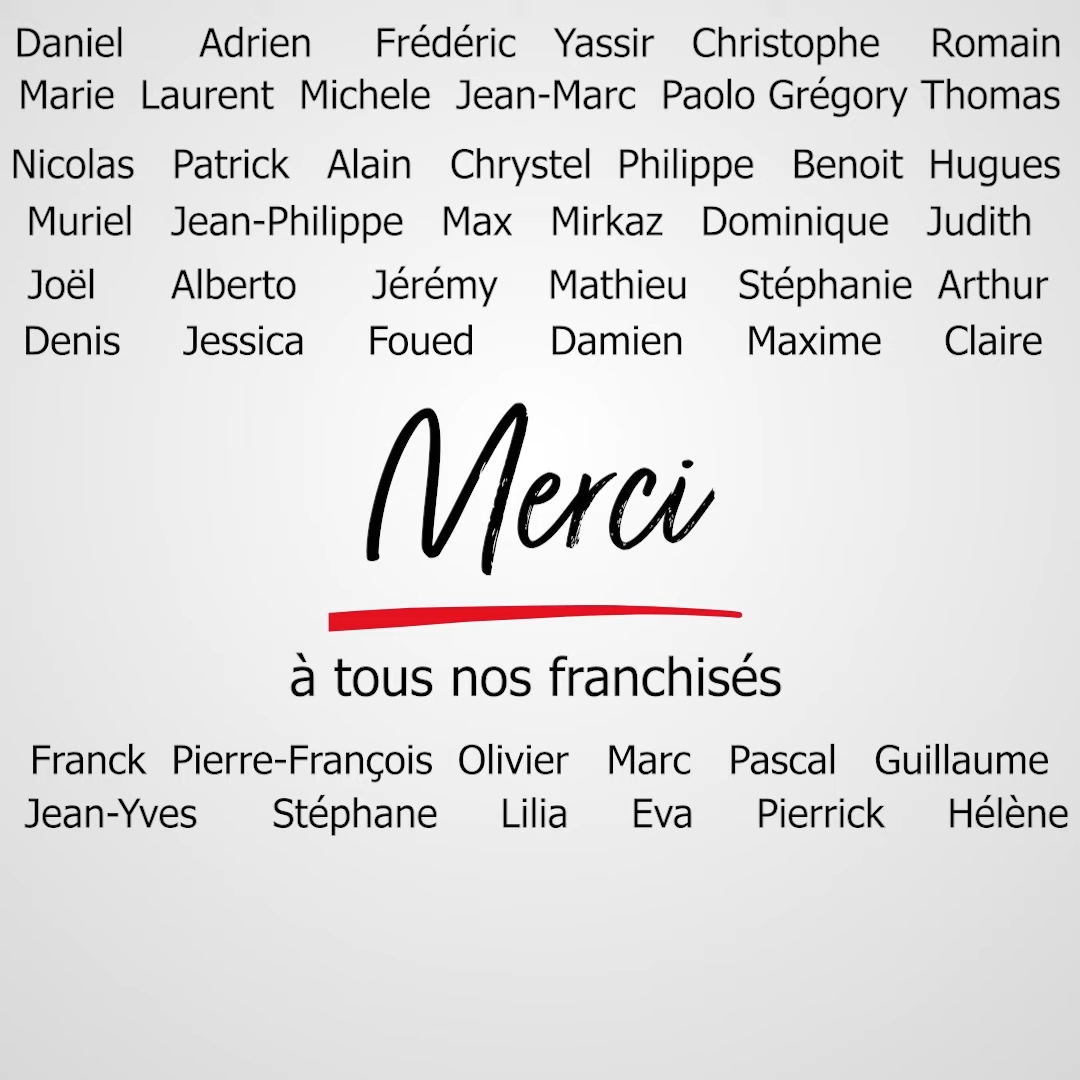 Daniel Adrien Frédéric Yassir Christophe Romain
Marie Laurent Michele Jean-Marc Paolo Grégory Thomas
Nicolas Patrick Alain Chrystel Philippe Benoit Hugues
Muriel Jean-Philippe Max Mirkaz Dominique Judith
Joël Alberto Jérémy Mathieu Stéphanie Arthur
Denis Jessica Foued Damien Maxime Claire
Merci
à tous nos franchisés
Franck Pierre-François Olivier Marc Pascal Guillaume
Jean-Yves Stéphane Lilia Eva Pierrick Hélène